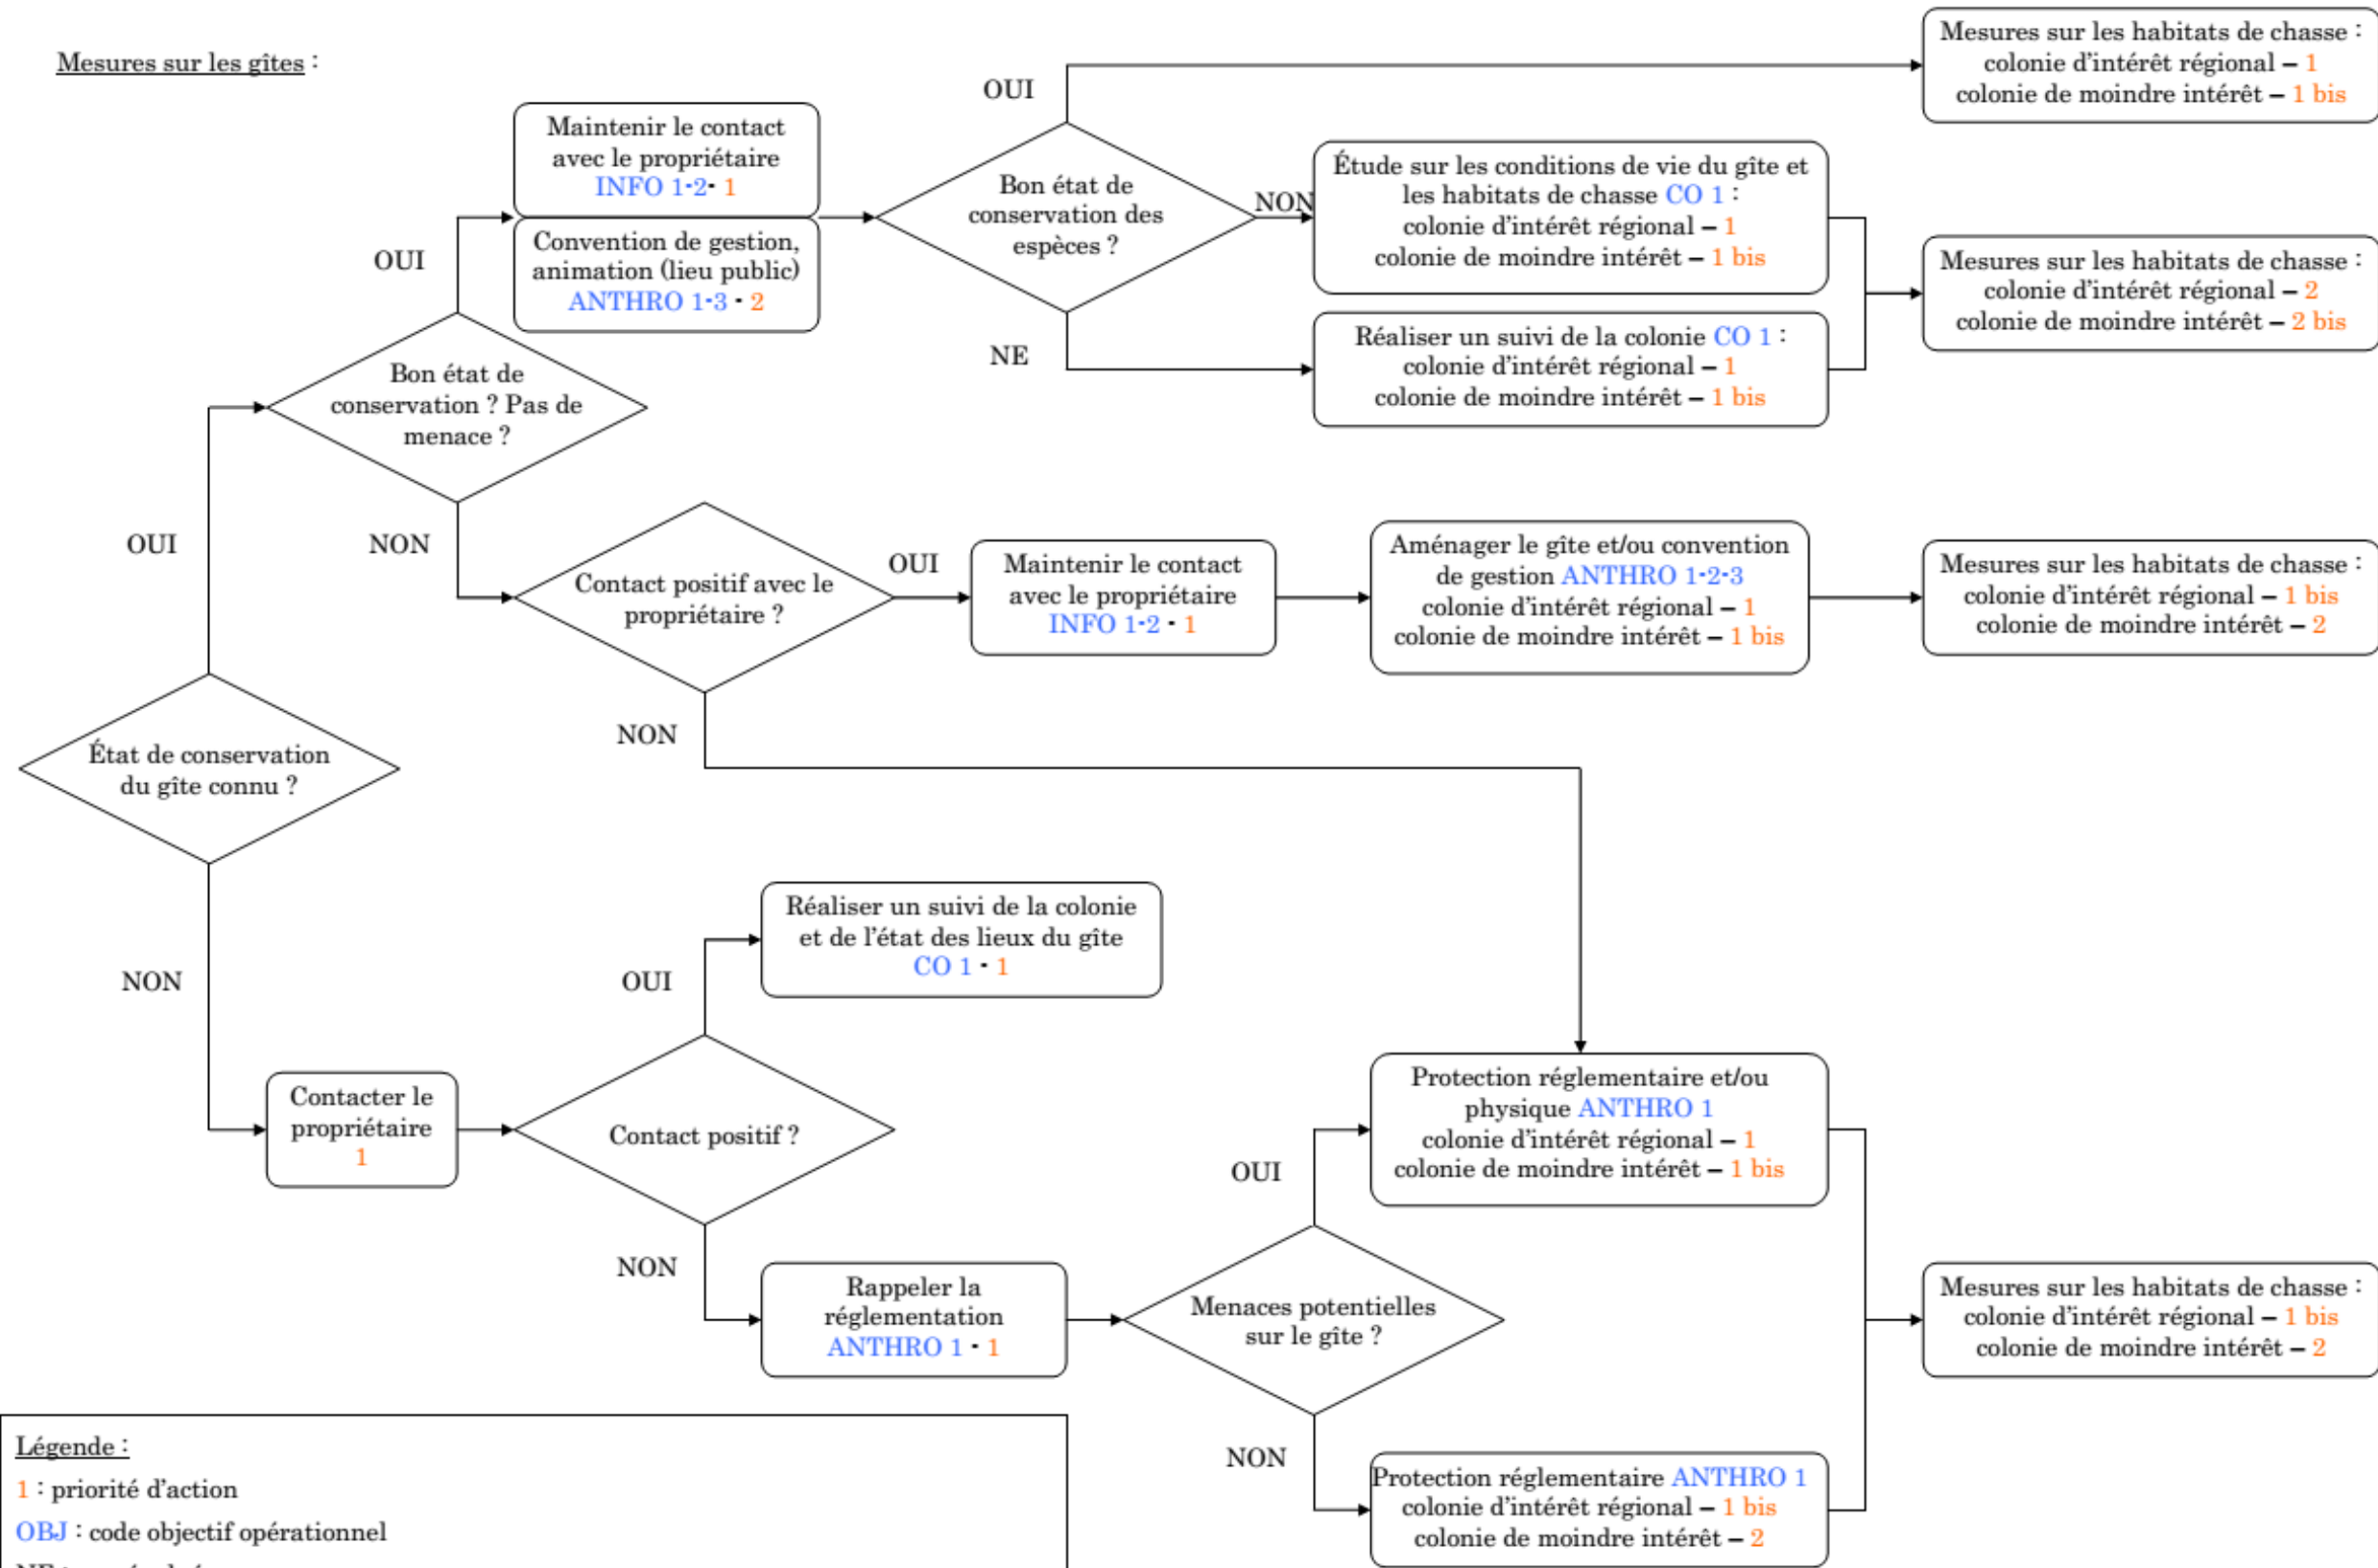 Mesures sur les gîtes :
OUI
Mesures sur les habitats de chasse :
colonie d'intérêt régional – 1
colonie de moindre intérêt – 1 bis
Maintenir le contact
avec le propriétaire
INFO 1-2- 1
Convention de gestion,
animation (lieu public)
ANTHRO 1-3 - 2
OUI
Bon état de
conservation des
espèces ?
NON
Étude sur les conditions de vie du gîte et
les habitats de chasse CO 1 :
colonie d'intérêt régional – 1
colonie de moindre intérêt – 1 bis
NE
Réaliser un suivi de la colonie CO 1 :
colonie d'intérêt régional – 1
colonie de moindre intérêt – 1 bis
Mesures sur les habitats de chasse :
colonie d'intérêt régional – 2
colonie de moindre intérêt – 2 bis
Bon état de
conservation ? Pas de
menace ?
OUI
NON
Contact positif avec le
propriétaire ?
OUI
Maintenir le contact
avec le propriétaire
INFO 1-2 - 1
Aménager le gîte et/ou convention
de gestion ANTHRO 1-2-3
colonie d'intérêt régional – 1
colonie de moindre intérêt – 1 bis
Mesures sur les habitats de chasse :
colonie d'intérêt régional – 1 bis
colonie de moindre intérêt – 2
NON
État de conservation
du gîte connu ?
NON
Contacter le
propriétaire
1
Contact positif ?
OUI
Réaliser un suivi de la colonie
et de l'état des lieux du gîte
CO 1 - 1
NON
Rappeler la
réglementation
ANTHRO 1 - 1
Menaces potentielles
sur le gîte ?
OUI
Protection réglementaire et/ou
physique ANTHRO 1
colonie d'intérêt régional – 1
colonie de moindre intérêt – 1 bis
NON
Protection réglementaire ANTHRO 1
colonie d'intérêt régional – 1 bis
colonie de moindre intérêt – 2
Mesures sur les habitats de chasse :
colonie d'intérêt régional – 1 bis
colonie de moindre intérêt – 2
Légende :
1 : priorité d'action
OBJ : code objectif opérationnel